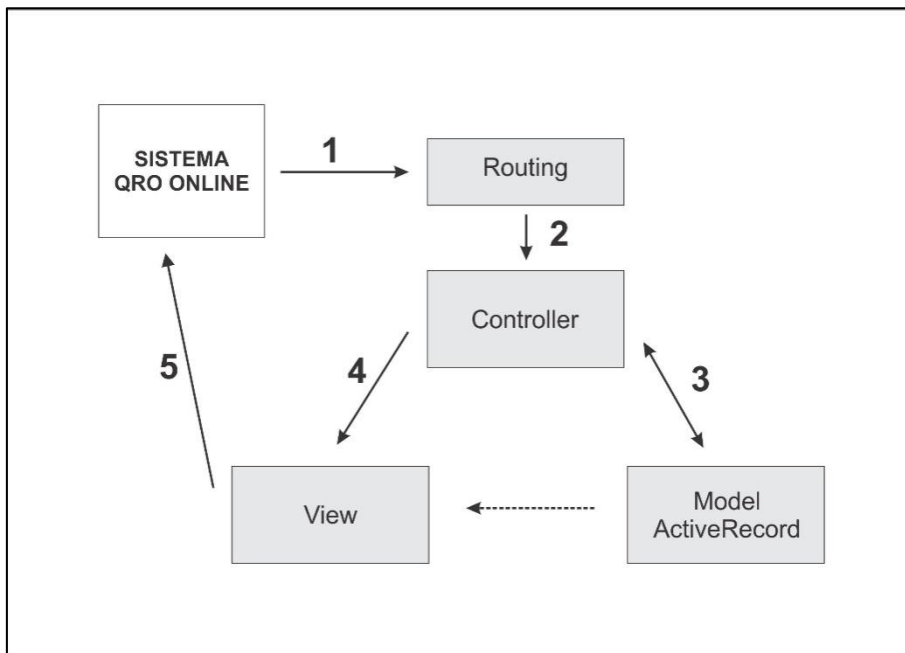 SISTEMA
QRO ONLINE
1
Routing
2
Controller
5
4
3
View
Model
ActiveRecord